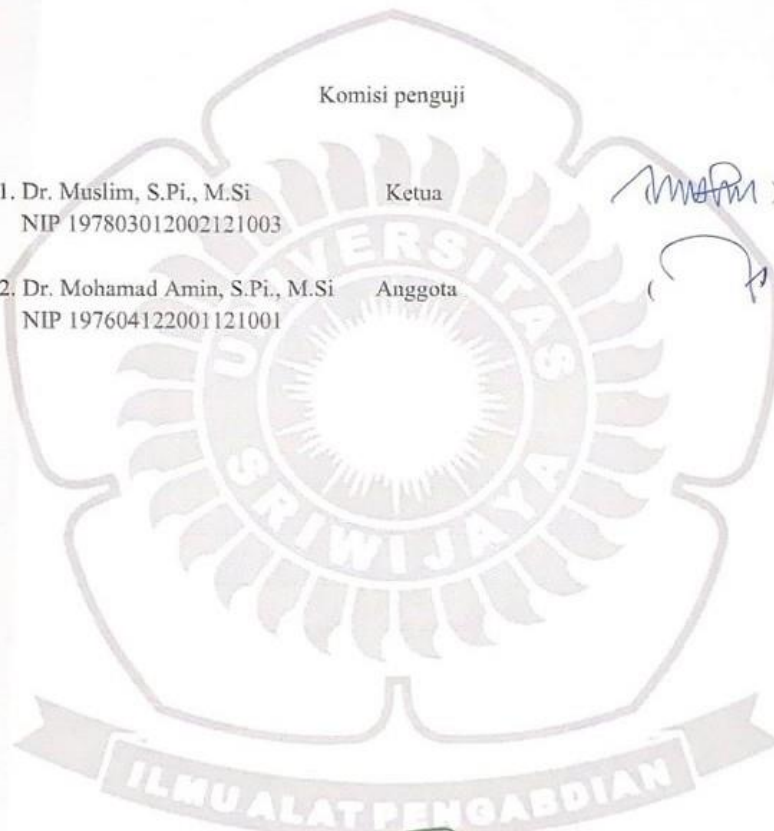 Komisi penguji
1. Dr. Muslim, S.Pi., M.Si Ketua
NIP 197803012002121003
2. Dr. Mohamad Amin, S.Pi., M.Si Anggota (
NIP 197604122001121001
UNIVERSITAS
SRIWIJAYA
ILMU ALAT PENGABDIAN